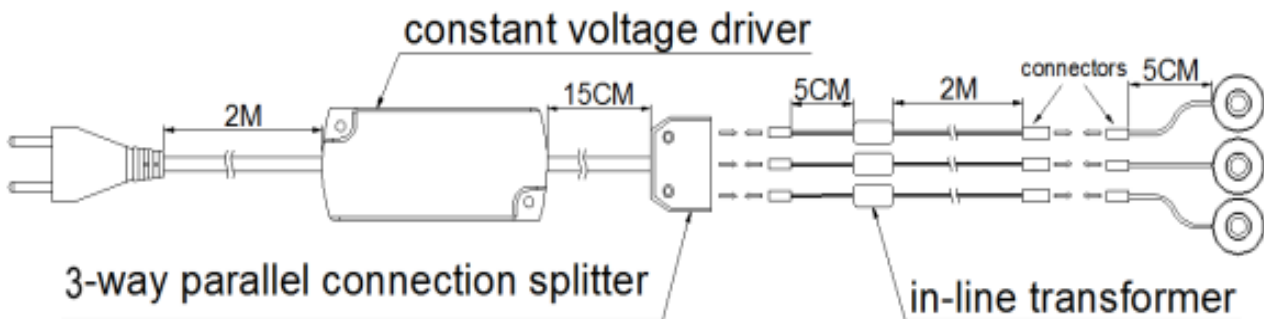 constant voltage driver
2M
15CM
5CM
2M
connectors
5CM
3-way parallel connection splitter
in-line transformer